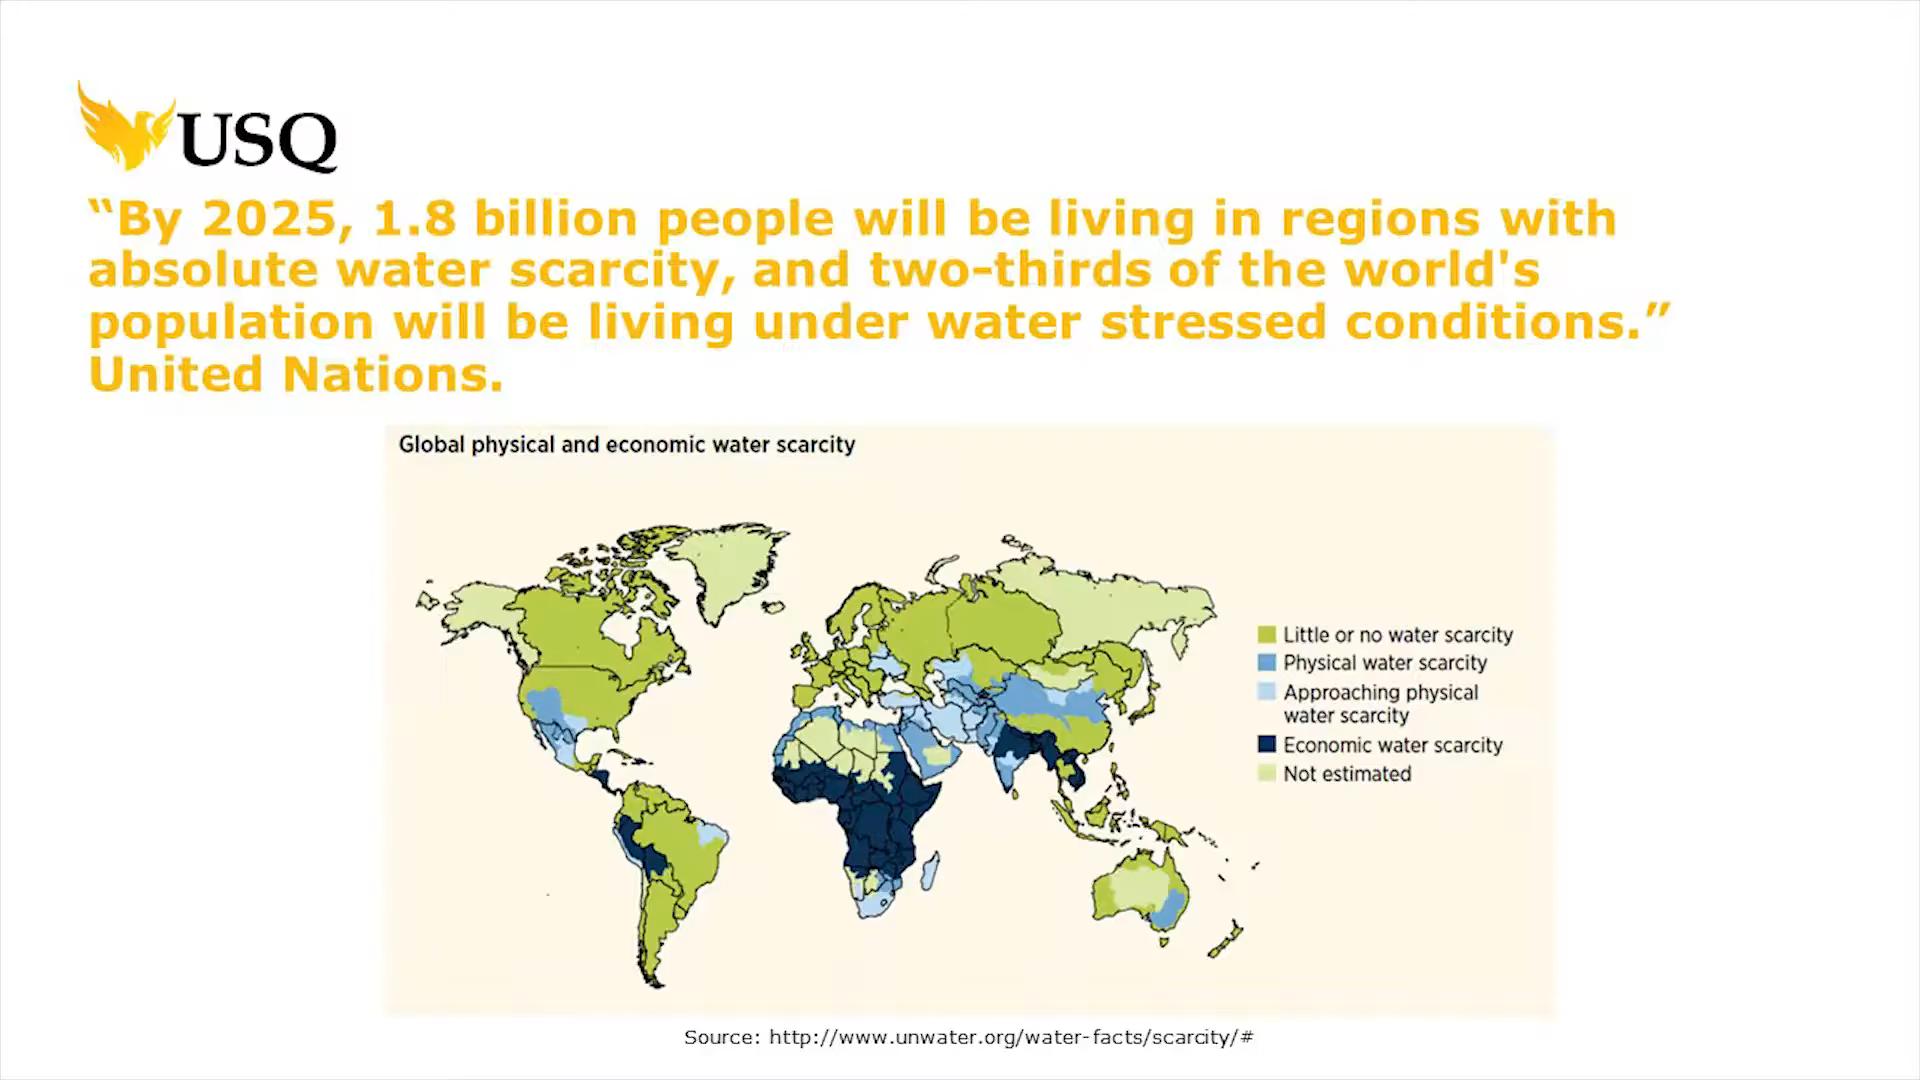 USQ
“By 2025, 1.8 billion people will be living in regions with
absolute water scarcity, and two-thirds of the world's
population will be living under water stressed conditions.”
United Nations.
Global physical and economic water scarcity
Little or no water scarcity
Physical water scarcity
Approaching physical
water scarcity
Economic water scarcity
Not estimated
Source: http://www.unwater.org/water-facts/scarcity/#